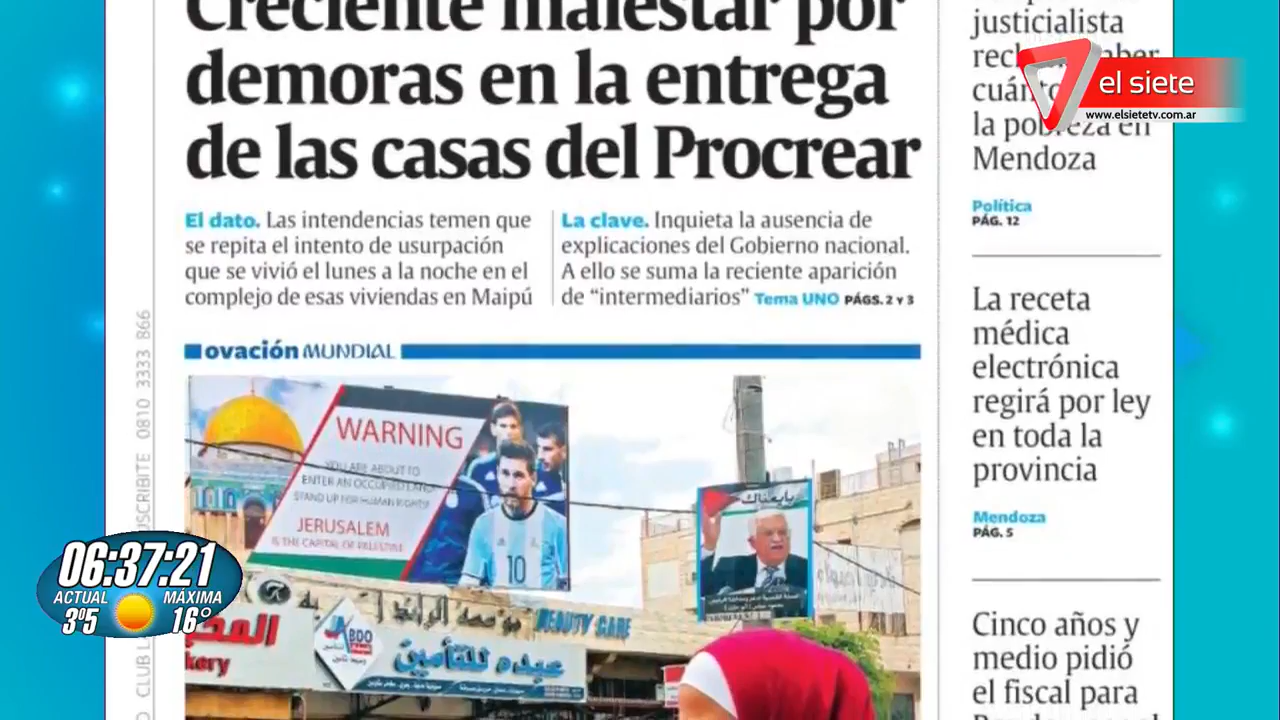 Creciente malestar por
demoras en la entrega
de las casas del Procrear
El dato. Las intendencias temen que
se repita el intento de usurpación
que se vivió el lunes a la noche en el
complejo de esas viviendas en Maipú
La clave. Inquieta la ausencia de
explicaciones del Gobierno nacional.
A ello se suma la reciente aparición
de “intermediarios” Tema UNO PÁGS. 2 Y 3
ovación MUNDIAL
WARNING
YOU ARE ABOUT TO
ENTER AN OCCUPIED LAND
STAND UP FOR HUMAN RIGHTS!
JERUSALEM
IS THE CAPITAL OF PALESTINE
10
BEAUTY CARE
ABOO
عبده للتأمين
justicialista
la pobreza en
Mendoza
Política
PÁG. 12
La receta
médica
electrónica
regirá por ley
en toda la
provincia
Mendoza
PÁG. 5
Cinco años y
medio pidió
el fiscal para
el siete
www.elsietetv.com.ar
0810 3333 866
06:37:21
ACTUAL MÁXIMA
3º5 16º